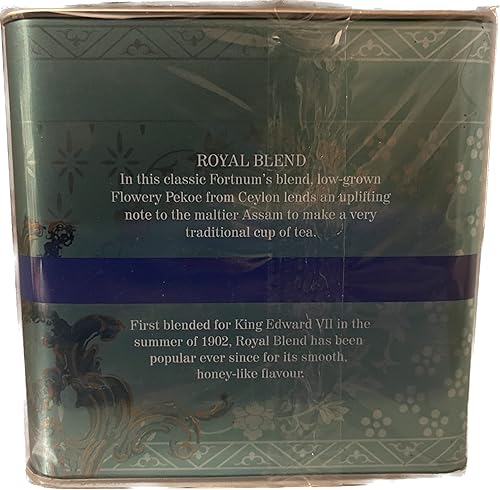 ROYAL BLEND
In this classic Fortnum's blend, low-grown
Flowery Pekoe from Ceylon lends an uplifting
note to the maltier Assam to make a very
traditional cup of tea.
First blended for King Edward VII in the
summer of 1902, Royal Blend has been
popular ever since for its smooth,
honey-like flavour.